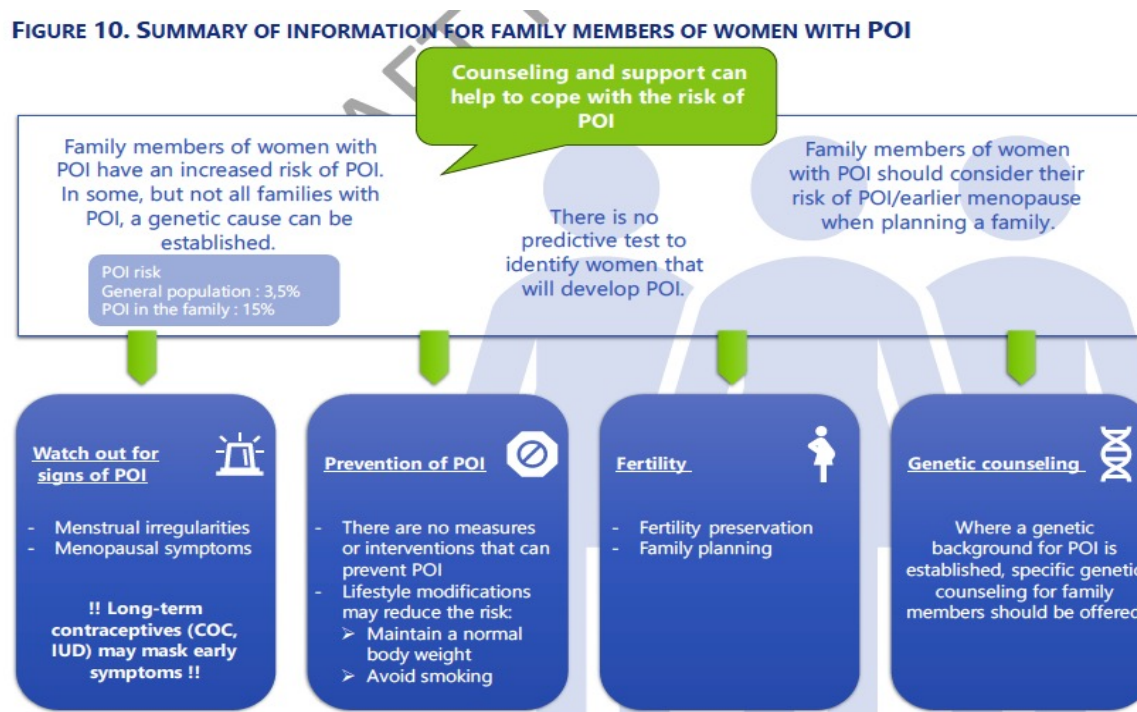 FIGURE 10. SUMMARY OF INFORMATION FOR FAMILY MEMBERS OF WOMEN WITH POI
Counseling and support can
help to cope with the risk of
POI
Family members of women with
POI have an increased risk of POI.
In some, but not all families with
POI, a genetic cause can be
established.
POI risk
General population : 3,5%
POI in the family : 15%
There is no
predictive test to
identify women that
will develop POI.
Family members of women
with POI should consider their
risk of POI/earlier menopause
when planning a family.
Watch out for
signs of POI
- Menstrual irregularities
- Menopausal symptoms
!! Long-term
contraceptives (COC,
IUD) may mask early
symptoms !!
Prevention of POI
- There are no measures
or interventions that can
prevent POI
- Lifestyle modifications
may reduce the risk:
➤ Maintain a normal
body weight
➤ Avoid smoking
Fertility
- Fertility preservation
- Family planning
Genetic counseling
Where a genetic
background for POI is
established, specific genetic
counseling for family
members should be offered